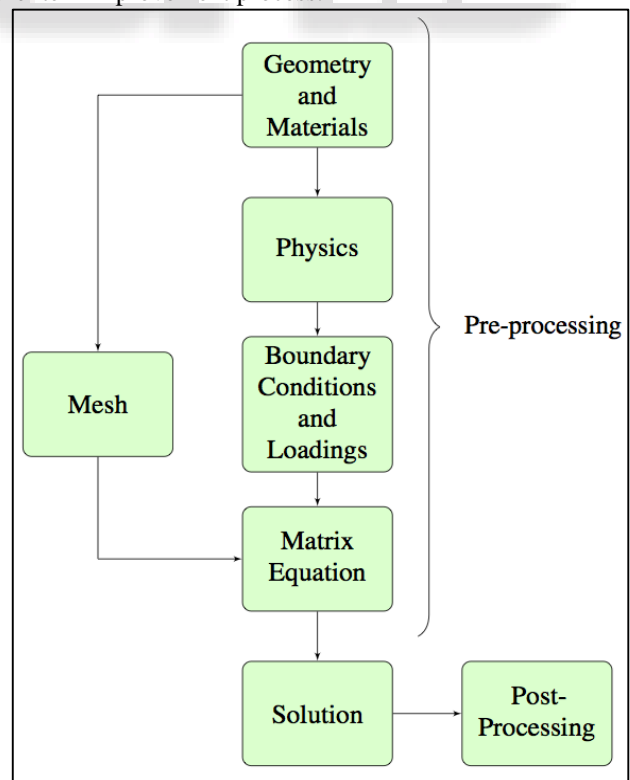 Geometry
and
Materials
Physics
Pre-processing
Boundary
Conditions
and
Loadings
Mesh
Matrix
Equation
Solution
Post-
Processing